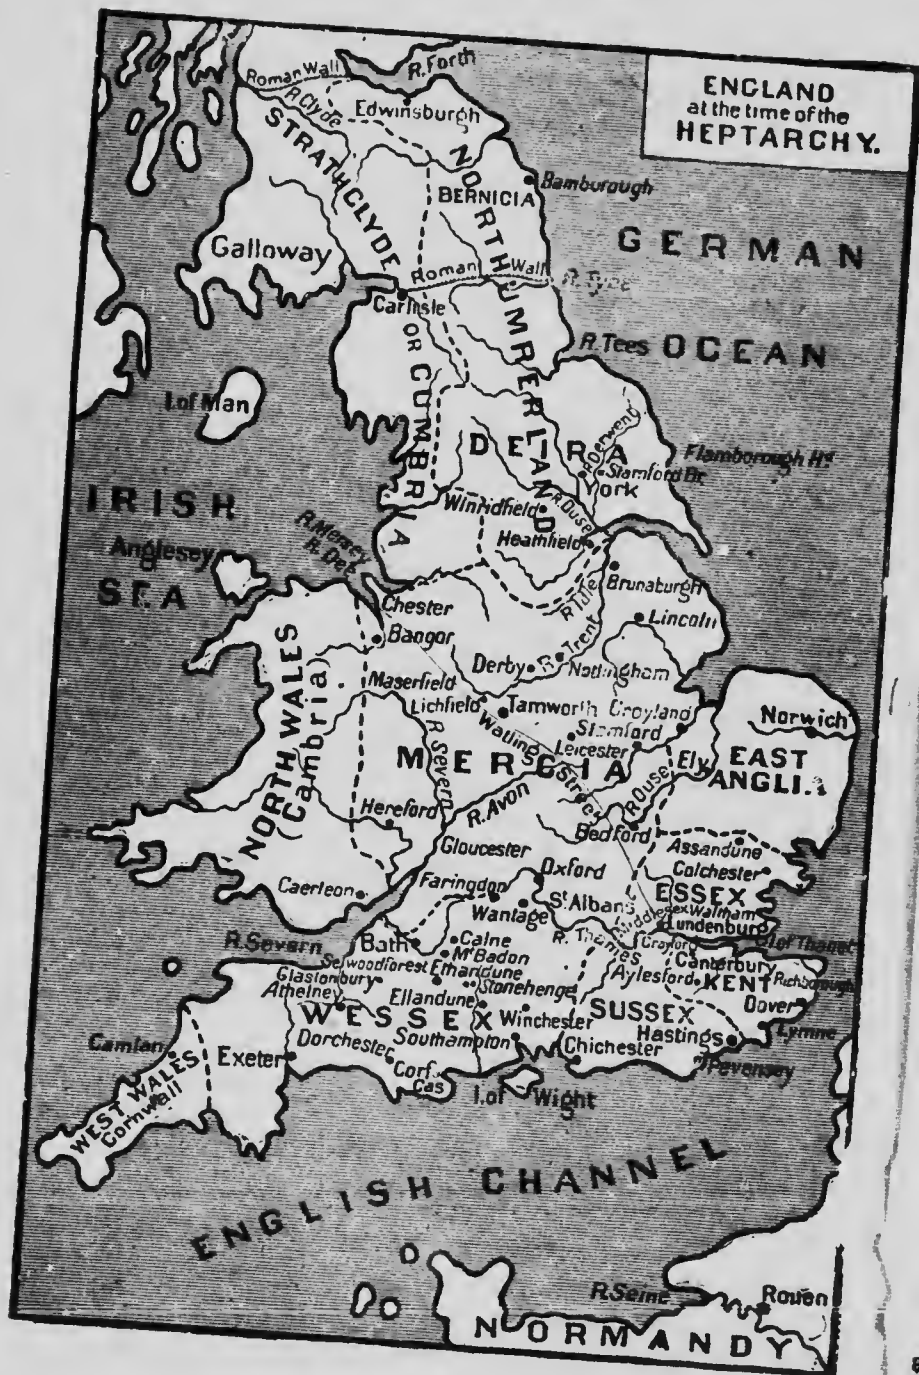 ENGLAND
at the time of the
HEPTARCHY.
Roman Wall
R. Forth
R. Clyde
Edwinsburgh
STRATHCLYDE
OR CUMBRIA
NORTHUMBERLAND
BERNICIA
Bamborough
GERMAN
OCEAN
Galloway
Roman Wall
R. Tyne
Carlisle
R. Tees
I. of Man
DEIRA
R. Derwent
Flamborough Hd
Stamford Br.
York
R. Ouse
Winwidfield
Heathfield
IRISH
SEA
Anglesey
R. Mersey
R. Dee
R. Idle
Brunaburgh
Chester
Bangor
Lincoln
R. Trent
Derby
Nottingham
Maserfield
Lichfield
Tamworth
Croyland
Norwich
NORTH WALES
(Cambria)
Watling Street
Stamford
Leicester
MERCIA
R. Severn
Ely
EAST
ANGLIA
R. Ouse
R. Avon
Hereford
Bedford
Assandune
Gloucester
Colchester
Oxford
ESSEX
Caerleon
Faringdon
St Albans
Wantage
Middlesex
Waltham
Lundenburg
R. Severn
Bath
Calne
R. Thames
Crayford
I. of Thanet
Mt Badon
Canterbury
Selwoodforest
Ethandune
Aylesford
KENT
Richborough
Glastonbury
Stonehenge
Athelney
Ellandune
Dover
WESSEX
Winchester
SUSSEX
Camlan
Exeter
Dorchester
Southampton
Hastings
Lymne
Chichester
Pevensey
Corfe
Cas
I. of Wight
WEST WALES
Cornwall
ENGLISH CHANNEL
R. Seine
Rouen
NORMANDY